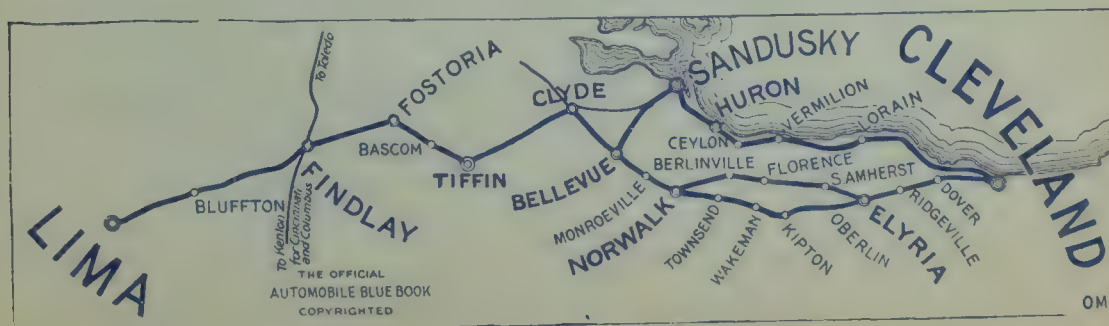 LIMA
BLUFFTON
To Toledo
FINDLAY
To Kenton
for Cincinnati
and Columbus
THE OFFICIAL
AUTOMOBILE BLUE BOOK
COPYRIGHTED
FOSTORIA
BASCOM
TIFFIN
CLYDE
BELLEVUE
SANDUSKY
HURON
CEYLON
VERMILION
LORAIN
CLEVELAND
MONROEVILLE
NORWALK
BERLINVILLE
FLORENCE
S.AMHERST
TOWNSEND
WAKEMAN
KIPTON
OBERLIN
ELYRIA
RIDGEVILLE
DOVER
OM